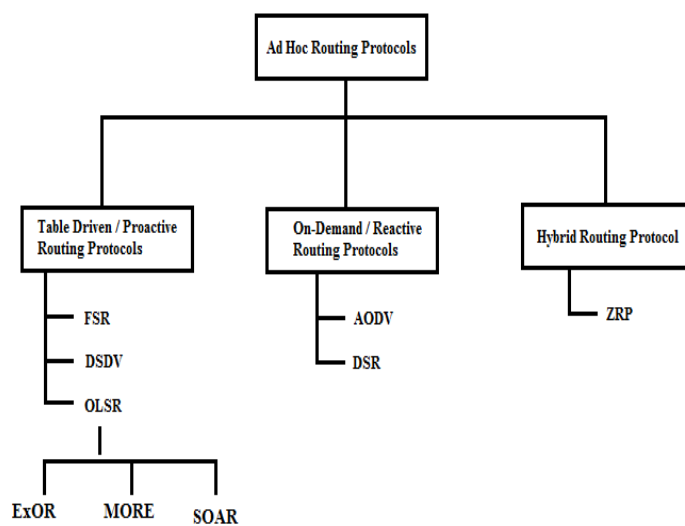 Ad Hoc Routing Protocols
Table Driven / Proactive
Routing Protocols
On-Demand / Reactive
Routing Protocols
Hybrid Routing Protocol
FSR
DSDV
OLSR
AODV
DSR
ZRP
ExOR
MORE
SOAR